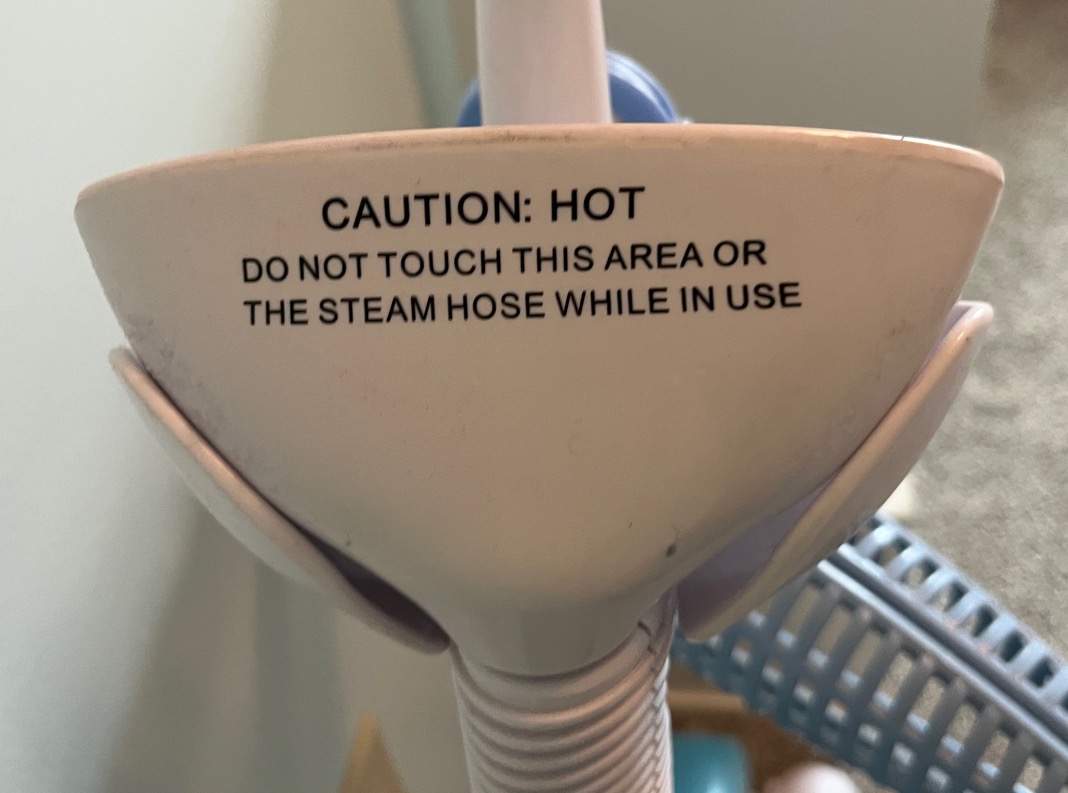 CAUTION: HOT
DO NOT TOUCH THIS AREA OR
THE STEAM HOSE WHILE IN USE